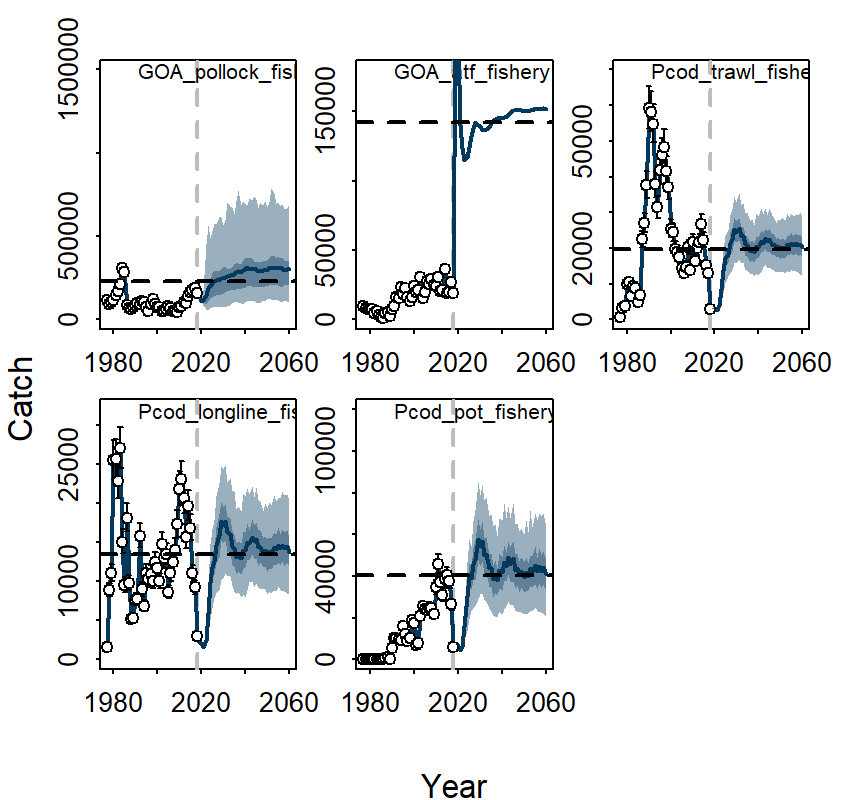 GOA_pollock_fis
GOA_atf_fishery
Pcod_trawl_fishe
0 500000 1500000
0 50000 150000
0 20000 50000
1980 2020 2060
1980 2020 2060
1980 2020 2060
Catch
Pcod_longline_fis
Pcod_pot_fishery
0 10000 25000
0 40000 100000
1980 2020 2060
1980 2020 2060
Year